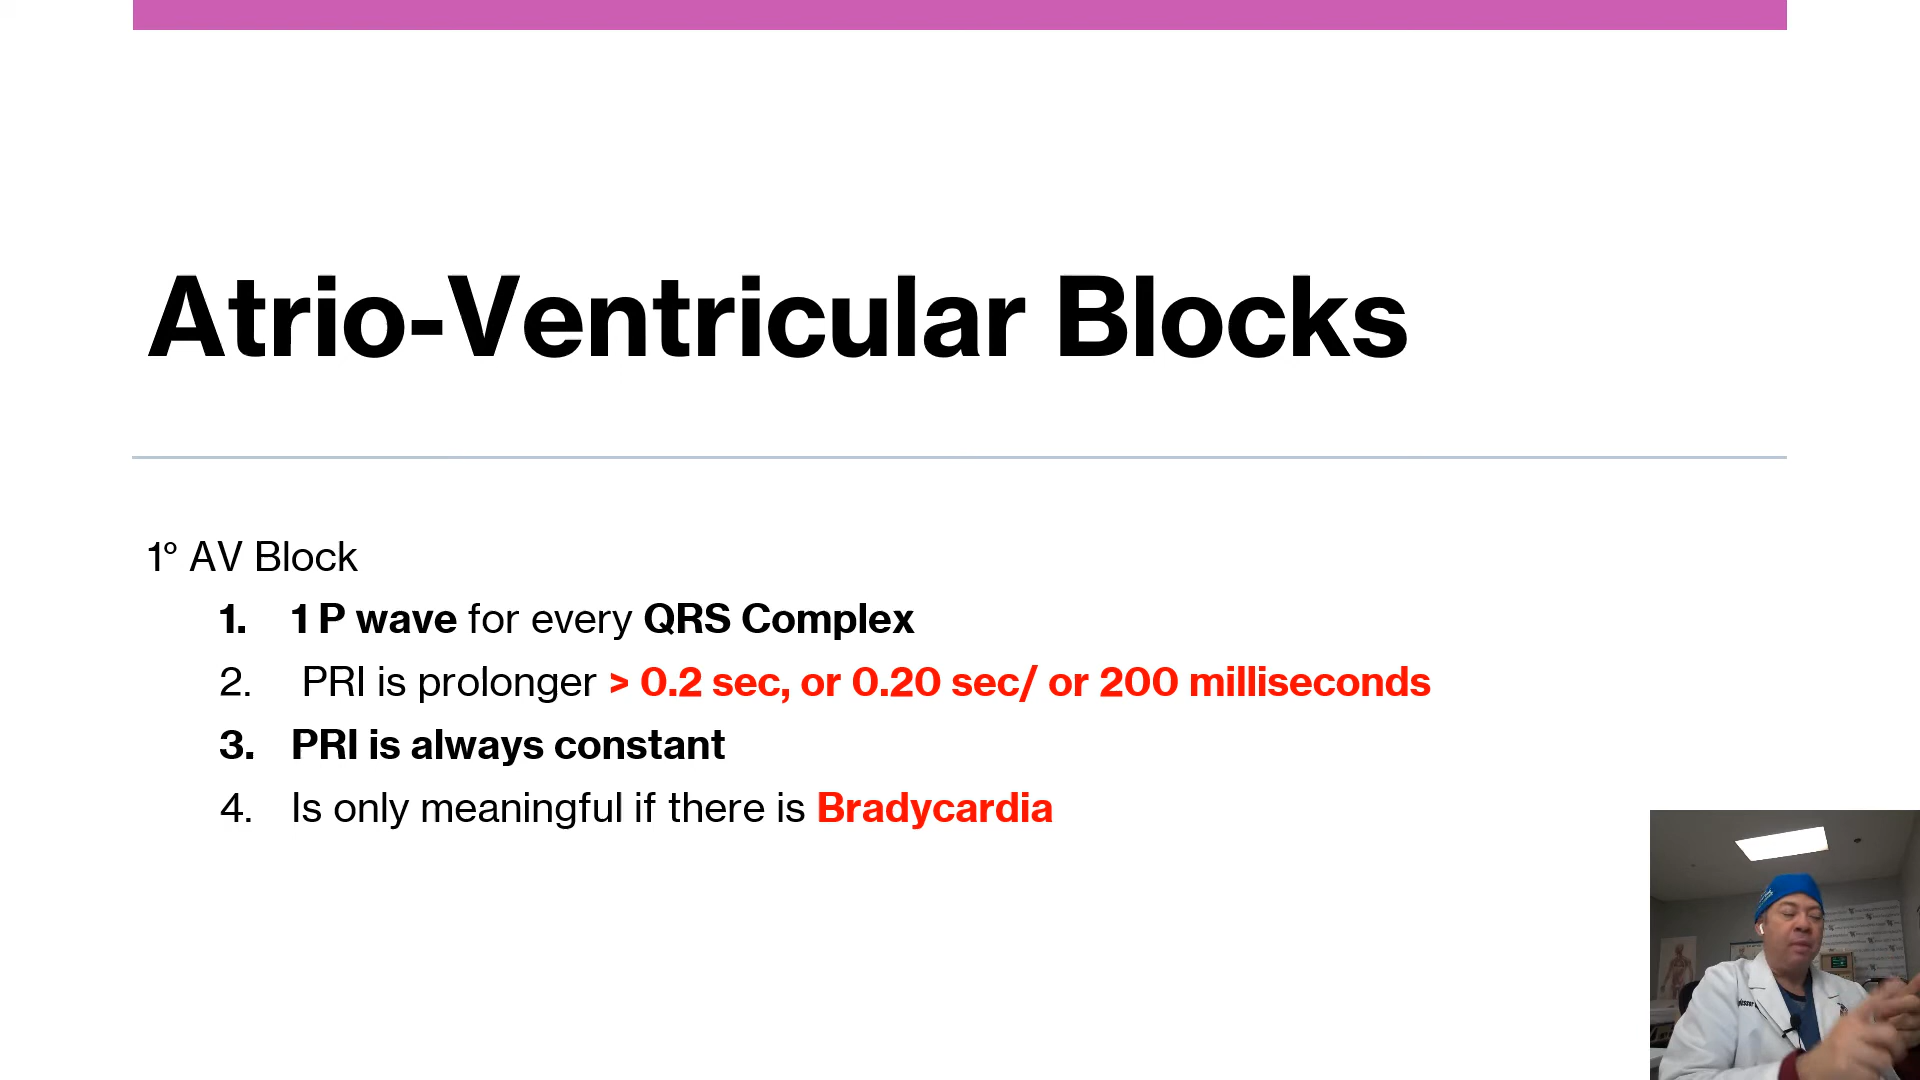 Atrio-Ventricular Blocks
1° AV Block
1. 1 P wave for every QRS Complex
2. PRI is prolonger > 0.2 sec, or 0.20 sec/ or 200 milliseconds
3. PRI is always constant
4. Is only meaningful if there is Bradycardia